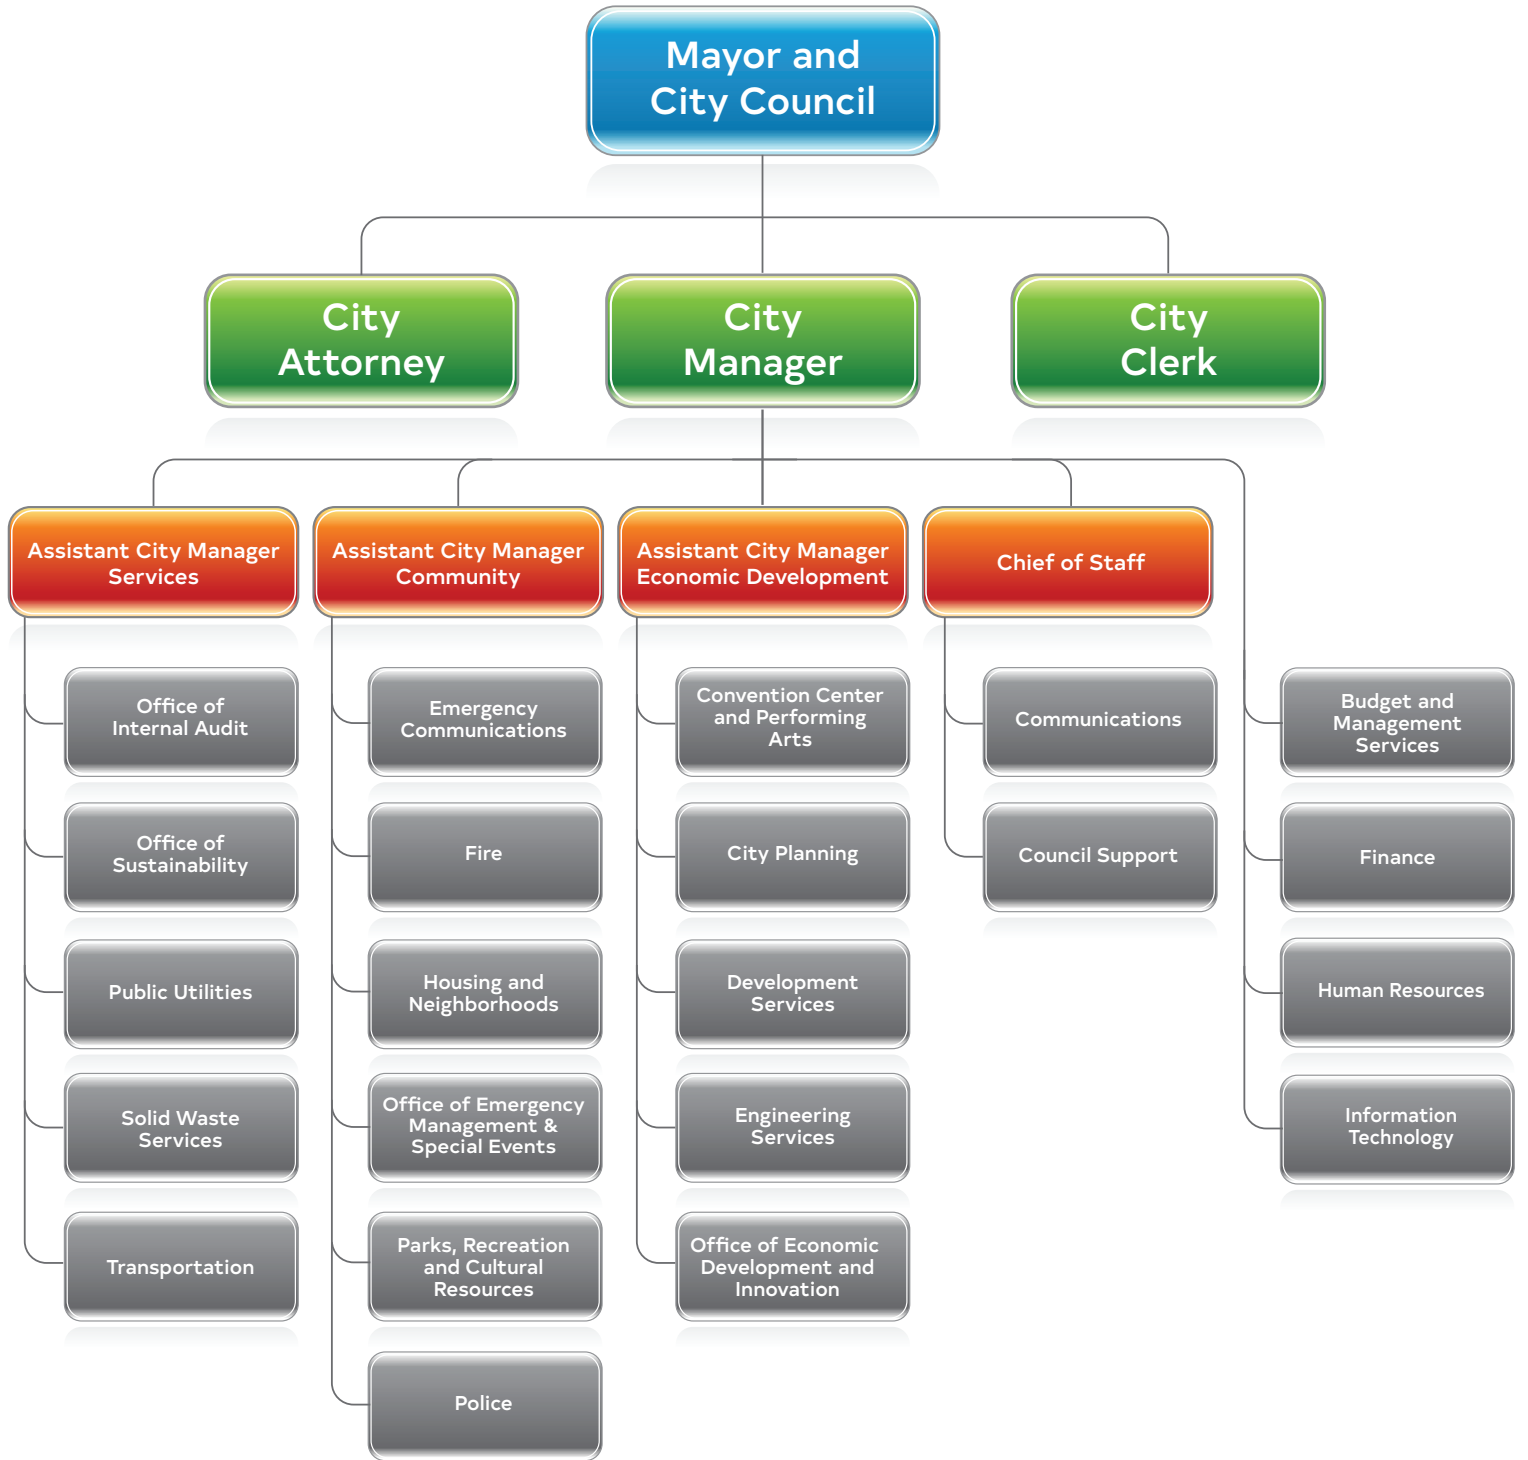 Mayor and
City Council
City
Attorney
City
Manager
City
Clerk
Assistant City Manager
Services
Assistant City Manager
Community
Assistant City Manager
Economic Development
Chief of Staff
Office of
Internal Audit
Office of
Sustainability
Public Utilities
Solid Waste
Services
Transportation
Emergency
Communications
Fire
Housing and
Neighborhoods
Office of Emergency
Management &
Special Events
Parks, Recreation
and Cultural
Resources
Police
Convention Center
and Performing
Arts
City Planning
Development
Services
Engineering
Services
Office of Economic
Development and
Innovation
Communications
Council Support
Budget and
Management
Services
Finance
Human Resources
Information
Technology